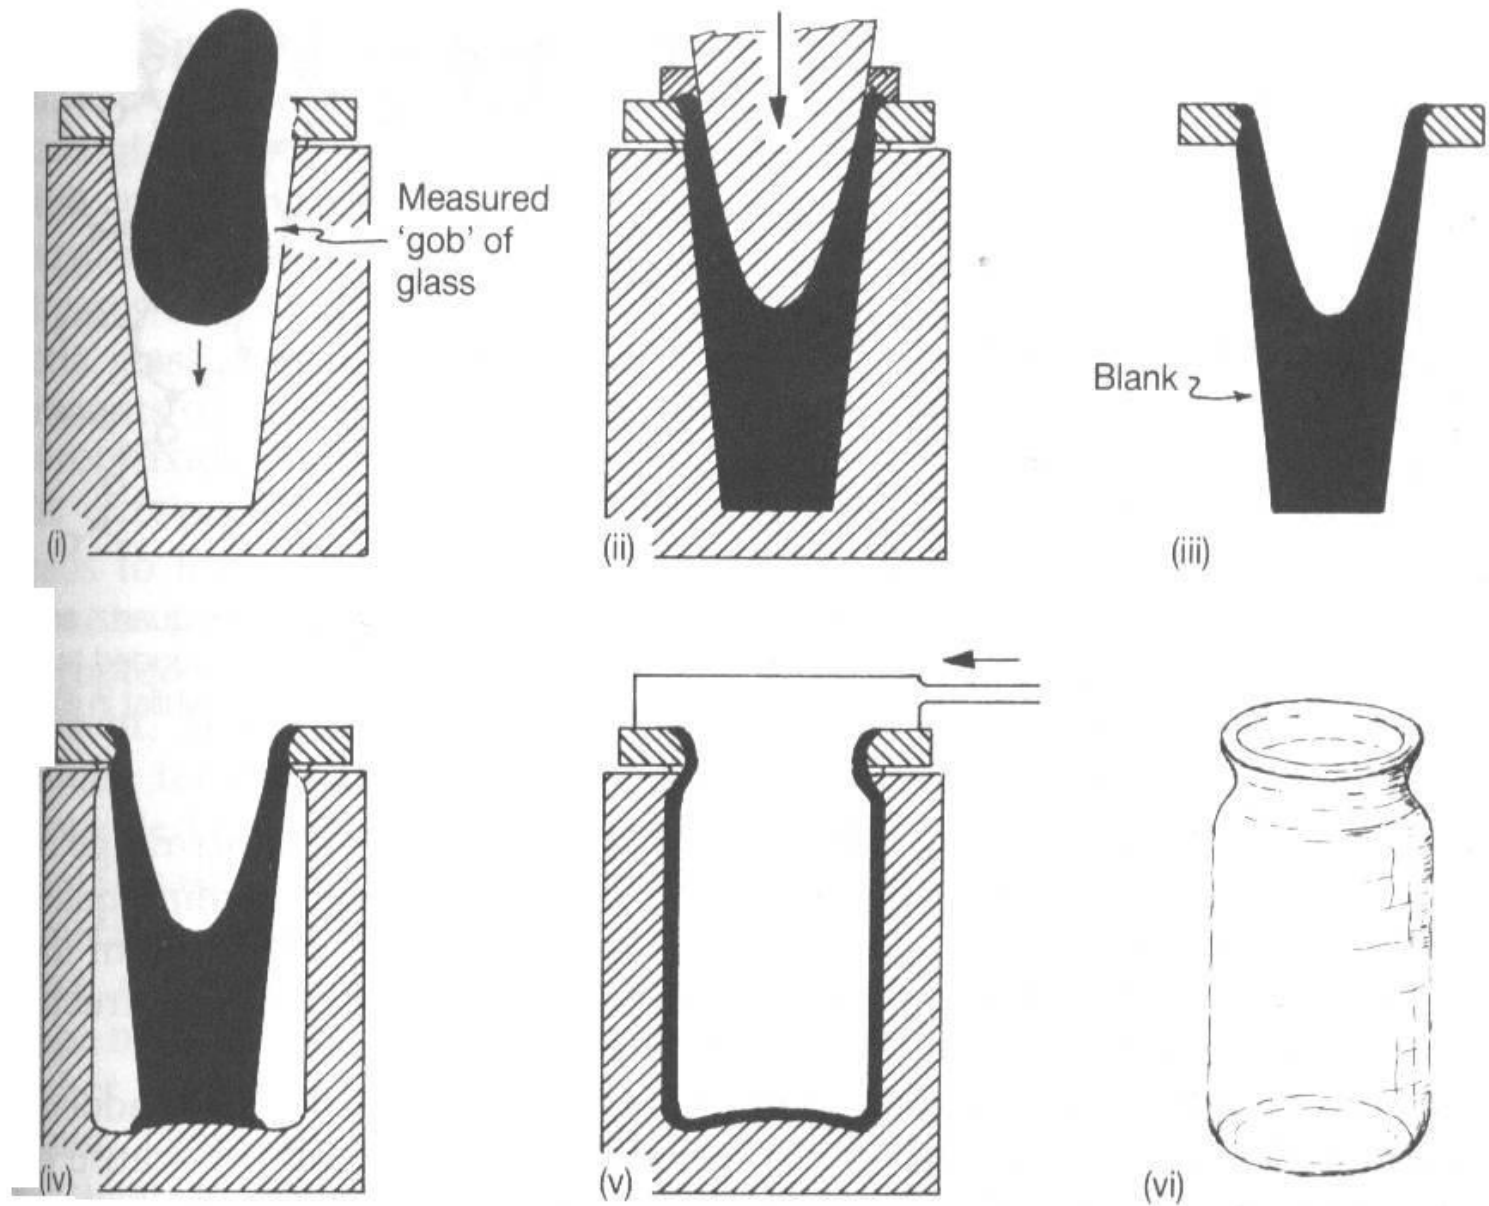 Measured
‘gob’ of
glass
Blank
(i)
(ii)
(iii)
(iv)
(v)
(vi)